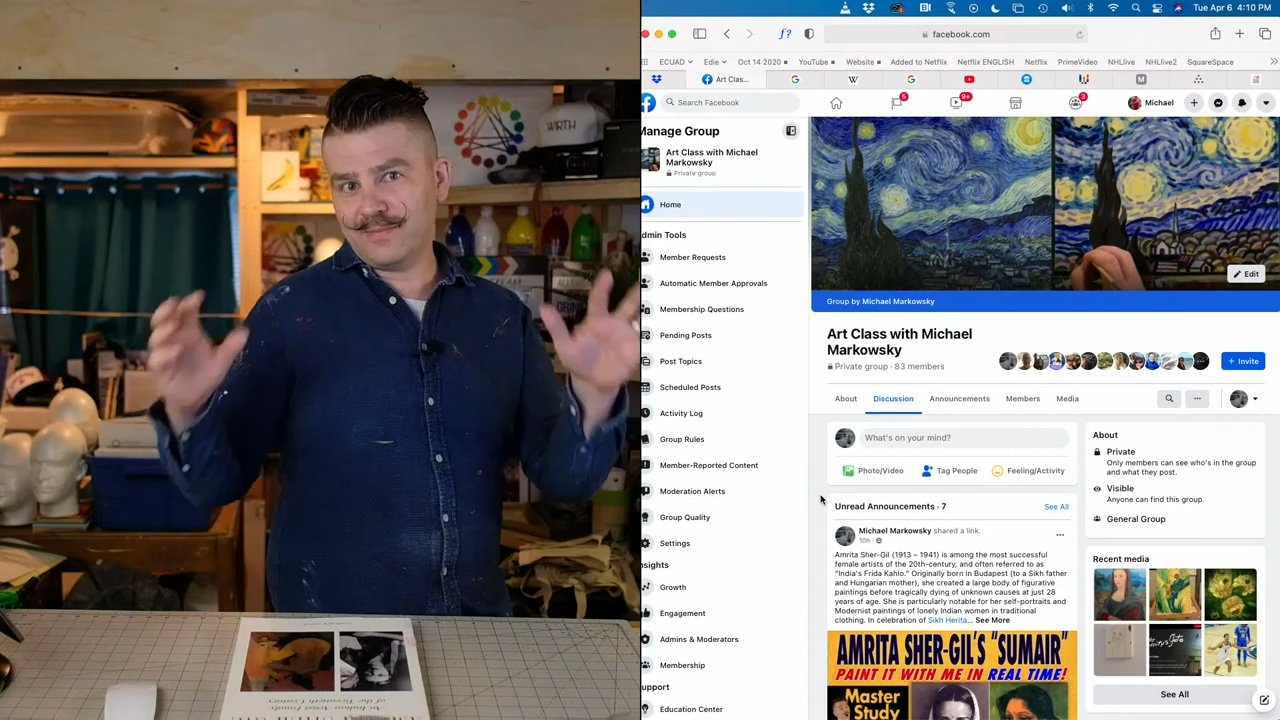 WIRTH
Tue Apr 6 4:10 PM
facebook.com
ECUAD
Edie
Oct 14 2020
YouTube
Website
Added to Netflix
Netflix ENGLISH
Netflix
PrimeVideo
NHLlive
NHLlive2
SquareSpace
Art Clas...
Search Facebook
5
9+
3
Michael
Manage Group
Art Class with Michael
Markowsky
Private group
Home
dmin Tools
Member Requests
Automatic Member Approvals
Membership Questions
Pending Posts
Post Topics
Scheduled Posts
Activity Log
Group Rules
Member-Reported Content
Moderation Alerts
Group Quality
Settings
nsights
Growth
Engagement
Admins & Moderators
Membership
upport
Education Center
Edit
Group by Michael Markowsky
Art Class with Michael
Markowsky
Private group · 83 members
+ Invite
About
Discussion
Announcements
Members
Media
What's on your mind?
Photo/Video
Tag People
Feeling/Activity
Unread Announcements · 7
See All
Michael Markowsky shared a link.
10h
Amrita Sher-Gil (1913 – 1941) is among the most successful
female artists of the 20th-century, and often referred to as
"India's Frida Kahlo." Originally born in Budapest (to a Sikh father
and Hungarian mother), she created a large body of figurative
paintings before tragically dying of unknown causes at just 28
years of age. She is particularly notable for her self-portraits and
Modernist paintings of lonely Indian women in traditional
clothing. In celebration of Sikh Herita... See More
AMRITA SHER-GIL'S "SUMAIR"
PAINT IT WITH ME IN REAL TIME!
Master
Study
About
Private
Only members can see who's in the group
and what they post.
Visible
Anyone can find this group.
General Group
Recent media
See All